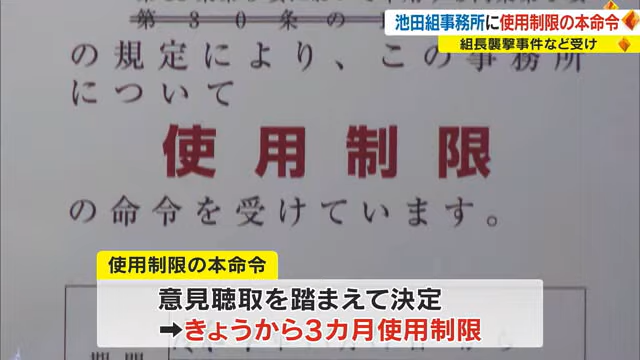 池田組事務所に使用制限の本命令
組長襲撃事件など受け
第30条の
の規定により、この事務所
について
使用制限
の命令を受けています。
使用制限の本命令
意見聴取を踏まえて決定
➡きょうから3カ月使用制限